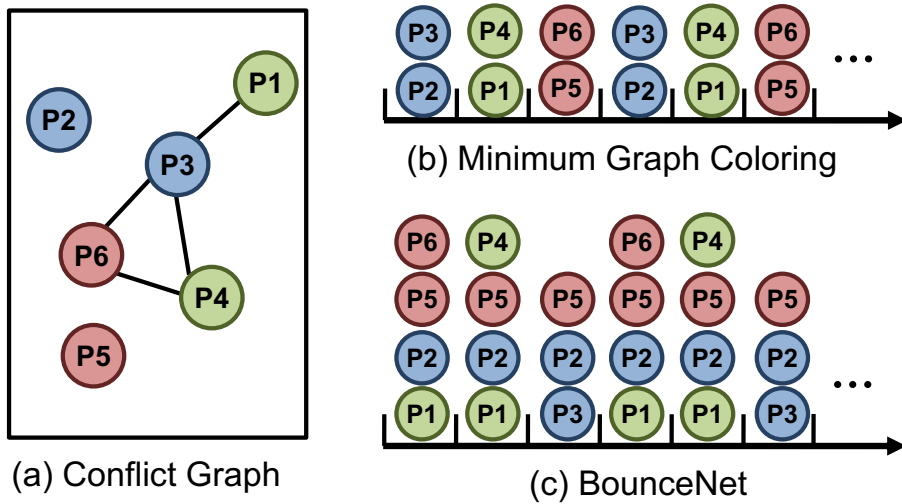 P1
P2
P3
P6
P4
P5
(a) Conflict Graph
P3 P4 P6 P3 P4 P6
P2 P1 P5 P2 P1 P5
...
(b) Minimum Graph Coloring
P6 P4 P6 P4
P5 P5 P5 P5 P5 P5
P2 P2 P2 P2 P2 P2
P1 P1 P3 P1 P1 P3
...
(c) BounceNet